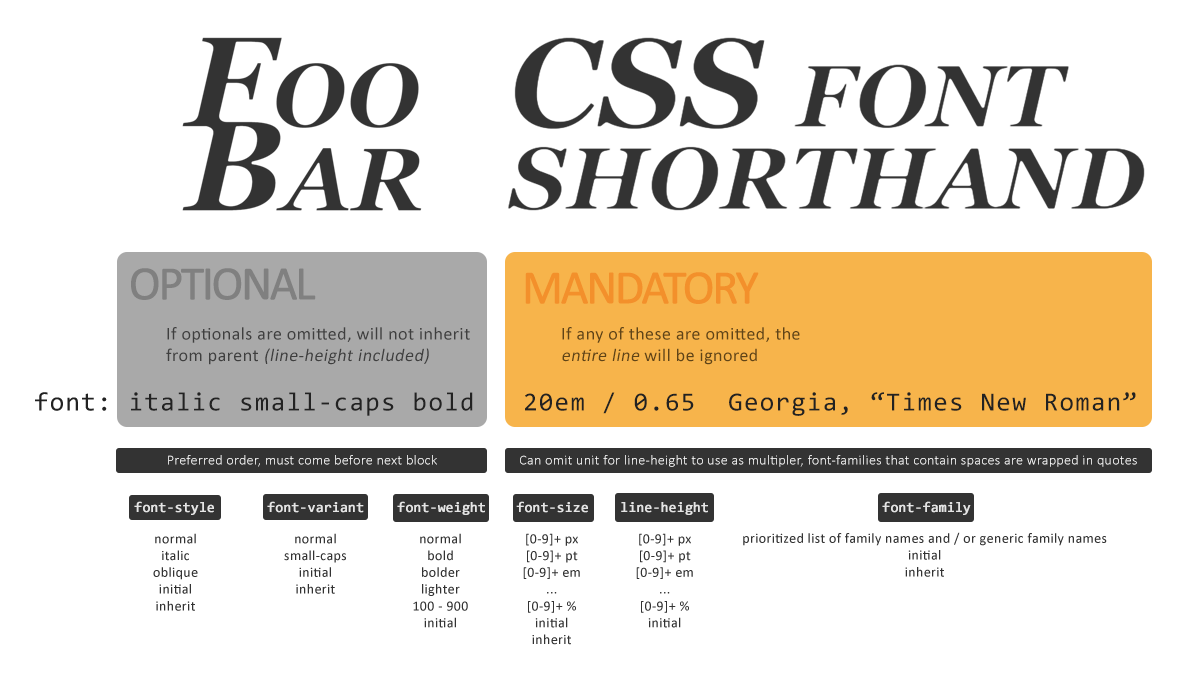 FOO
BAR
CSS FONT
SHORTHAND
OPTIONAL
If optionals are omitted, will not inherit
from parent (line-height included)
MANDATORY
If any of these are omitted, the
entire line will be ignored
font: italic small-caps bold 20em / 0.65 Georgia, “Times New Roman”
Preferred order, must come before next block
Can omit unit for line-height to use as multipler, font-families that contain spaces are wrapped in quotes
font-style
normal
italic
oblique
initial
inherit
font-variant
normal
small-caps
initial
inherit
font-weight
normal
bold
bolder
lighter
100 - 900
initial
font-size
[0-9]+ px
[0-9]+ pt
[0-9]+ em
...
[0-9]+ %
initial
inherit
line-height
[0-9]+ px
[0-9]+ pt
[0-9]+ em
...
[0-9]+ %
initial
font-family
prioritized list of family names and / or generic family names
initial
inherit